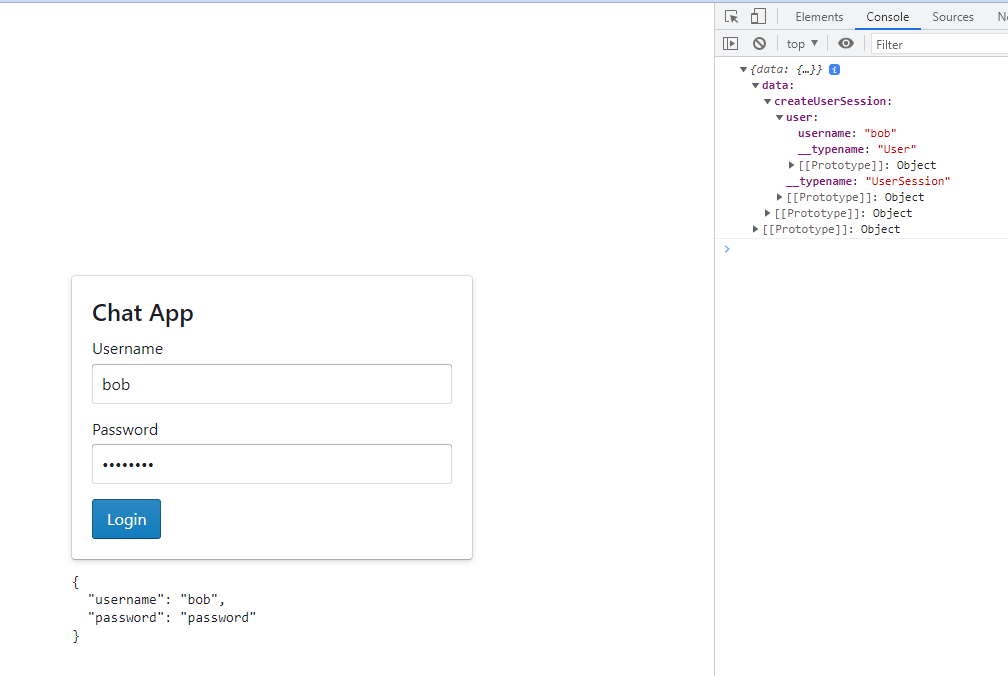 Chat App
Username
bob
Password
••••••••
Login
{
"username": "bob",
"password": "password"
}
Elements Console Sources
top ▼ Filter
▼{data: {…}} i
▼data:
▼createUserSession:
▼user:
username: "bob"
__typename: "User"
▶[[Prototype]]: Object
__typename: "UserSession"
▶[[Prototype]]: Object
▶[[Prototype]]: Object
▶[[Prototype]]: Object
>